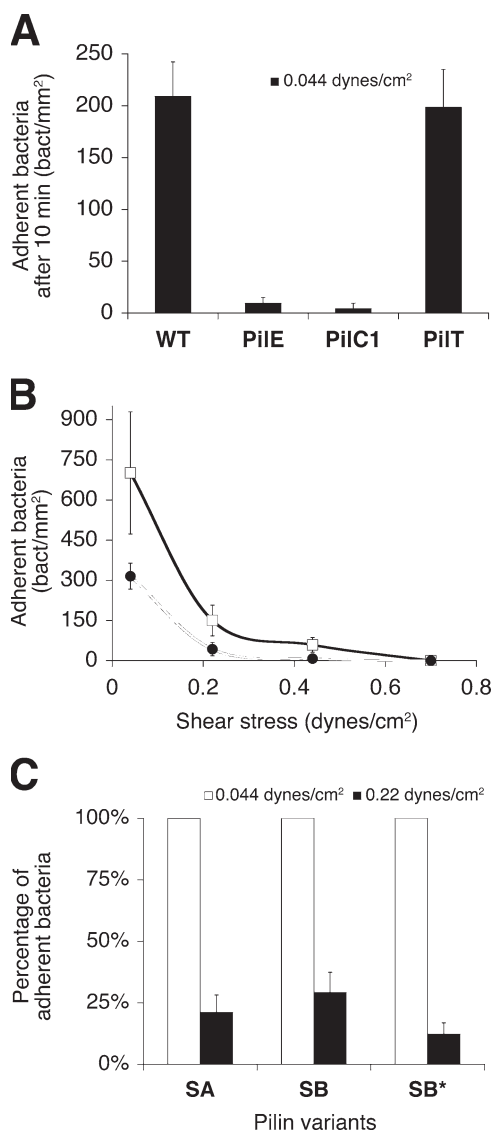 A
Adherent bacteria
after 10 min (bact/mm²)
250
200
150
100
50
0
■ 0.044 dynes/cm²
WT PilE PilC1 PilT
B
Adherent bacteria
(bact/mm²)
900
750
600
450
300
150
0
0 0.2 0.4 0.6 0.8
Shear stress (dynes/cm²)
C
□ 0.044 dynes/cm² ■ 0.22 dynes/cm²
Percentage of
adherent bacteria
100%
75%
50%
25%
0%
SA SB SB*
Pilin variants